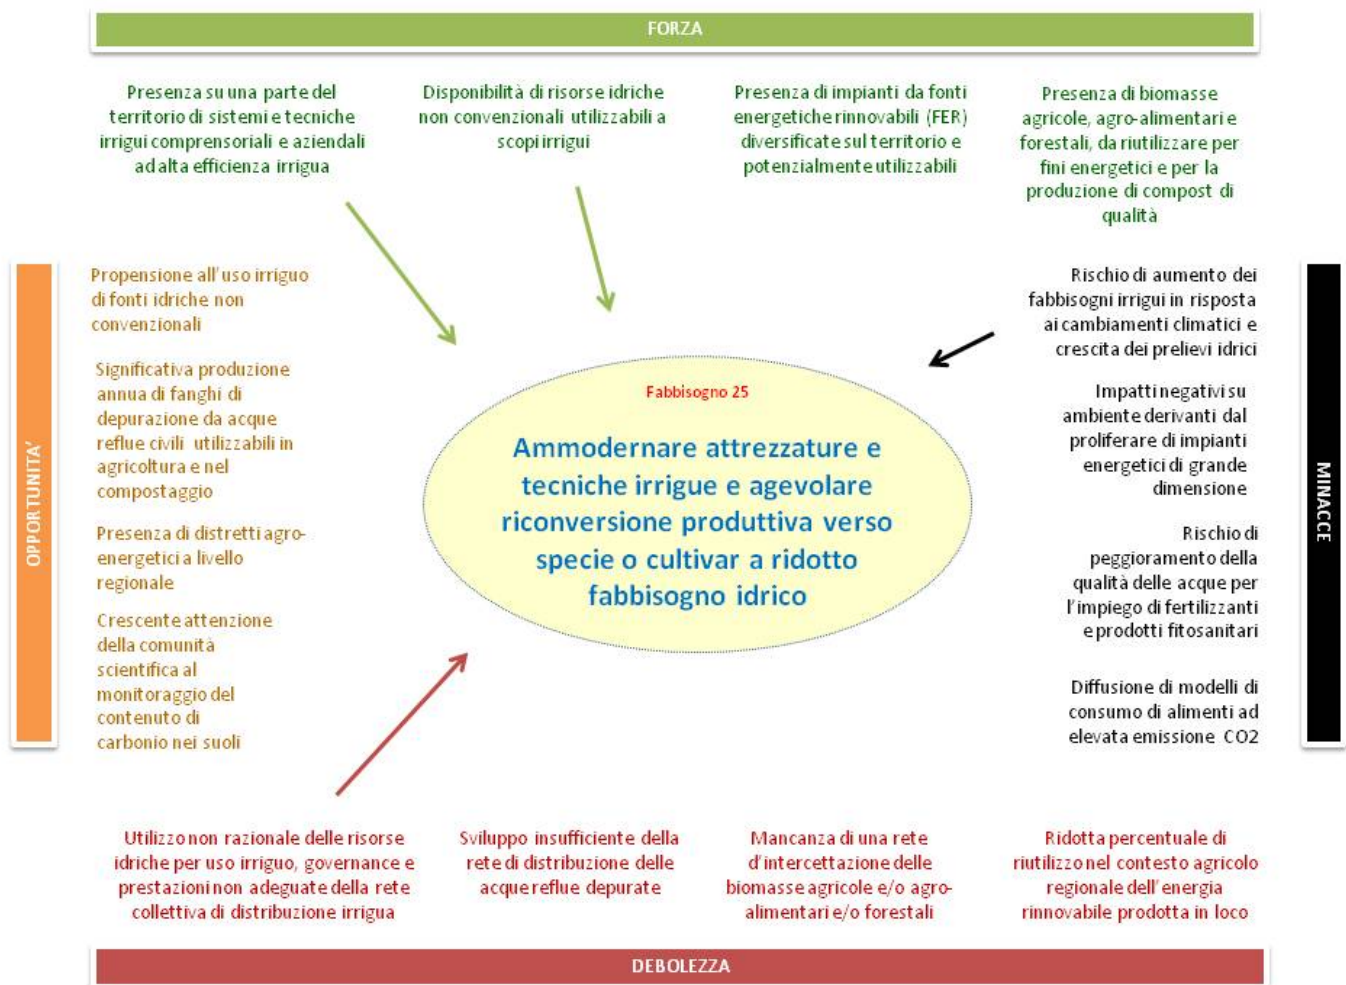 FORZA
Presenza su una parte del
territorio di sistemi e tecniche
irrigui comprensoriali e aziendali
ad alta efficienza irrigua
Disponibilità di risorse idriche
non convenzionali utilizzabili a
scopi irrigui
Presenza di impianti da fonti
energetiche rinnovabili (FER)
diversificate sul territorio e
potenzialmente utilizzabili
Presenza di biomasse
agricole, agro-alimentari e
forestali, da riutilizzare per
fini energetici e per la
produzione di compost di
qualità
OPPORTUNITA'
Propensione all'uso irriguo
di fonti idriche non
convenzionali
Significativa produzione
annua di fanghi di
depurazione da acque
reflue civili utilizzabili in
agricoltura e nel
compostaggio
Presenza di distretti agro-
energetici a livello
regionale
Crescente attenzione
della comunità
scientifica al
monitoraggio del
contenuto di
carbonio nei suoli
Fabbisogno 25
Ammodernare attrezzature e
tecniche irrigue e agevolare
riconversione produttiva verso
specie o cultivar a ridotto
fabbisogno idrico
Rischio di aumento dei
fabbisogni irrigui in risposta
ai cambiamenti climatici e
crescita dei prelievi idrici
Impatti negativi su
ambiente derivanti dal
proliferare di impianti
energetici di grande
dimensione
Rischio di
peggioramento della
qualità delle acque per
l'impiego di fertilizzanti
e prodotti fitosanitari
Diffusione di modelli di
consumo di alimenti ad
elevata emissione CO2
MINACCE
Utilizzo non razionale delle risorse
idriche per uso irriguo, governance e
prestazioni non adeguate della rete
collettiva di distribuzione irrigua
Sviluppo insufficiente della
rete di distribuzione delle
acque reflue depurate
Mancanza di una rete
d'intercettazione delle
biomasse agricole e/o agro-
alimentari e/o forestali
Ridotta percentuale di
riutilizzo nel contesto agricolo
regionale dell'energia
rinnovabile prodotta in loco
DEBOLEZZA